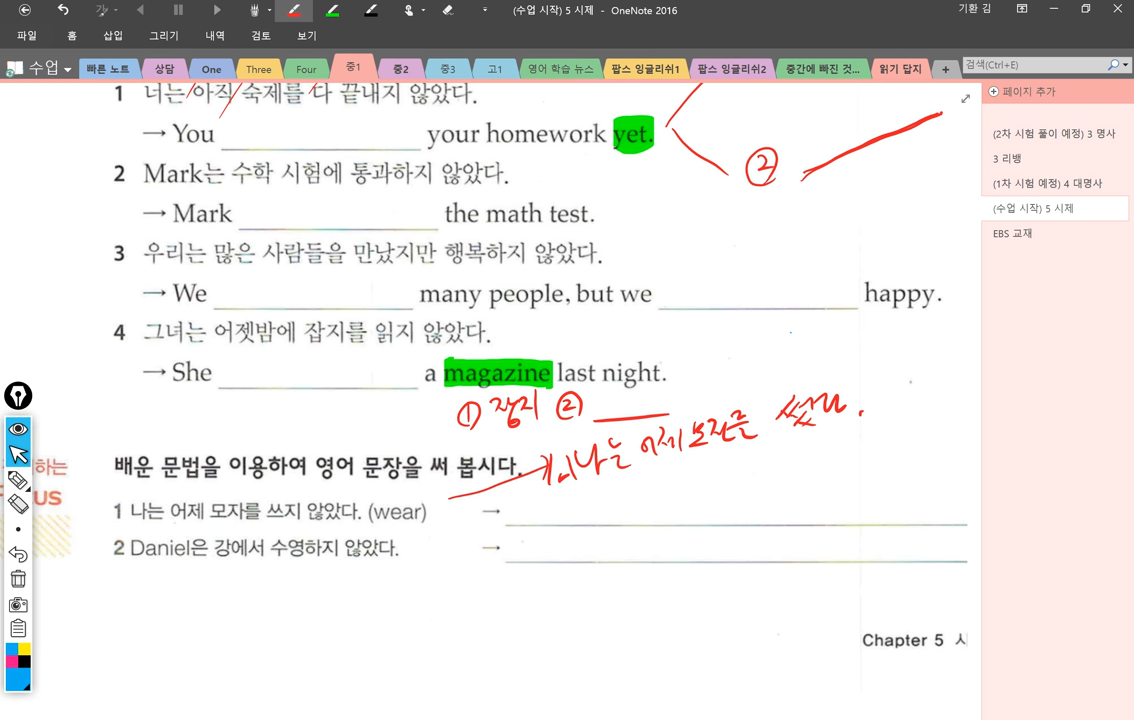 (수업 시작) 5 시제 - OneNote 2016
기환 김
파일 홈 삽입 그리기 내역 검토 보기
수업 빠른 노트 상담 One Three Four 중1 중2 중3 고1 영어 학습 뉴스 팝스 잉글리쉬1 팝스 잉글리쉬2 중간에 빠진 것... 읽기 답지 + 검색(Ctrl+E)
페이지 추가
(2차 시험 풀이 예정) 3 명사
3 리뱅
(1차 시험 예정) 4 대명사
(수업 시작) 5 시제
EBS 교재
1 너는 아직 숙제를 다 끝내지 않았다.
→ You your homework yet.
②
2 Mark는 수학 시험에 통과하지 않았다.
→ Mark the math test.
3 우리는 많은 사람들을 만났지만 행복하지 않았다.
→ We many people, but we happy.
4 그녀는 어젯밤에 잡지를 읽지 않았다.
→ She a magazine last night.
① 잡지 ②
나는 어제 모자를 썼다.
하는
US
배운 문법을 이용하여 영어 문장을 써 봅시다.
1 나는 어제 모자를 쓰지 않았다. (wear) →
2 Daniel은 강에서 수영하지 않았다. →
Chapter 5 시